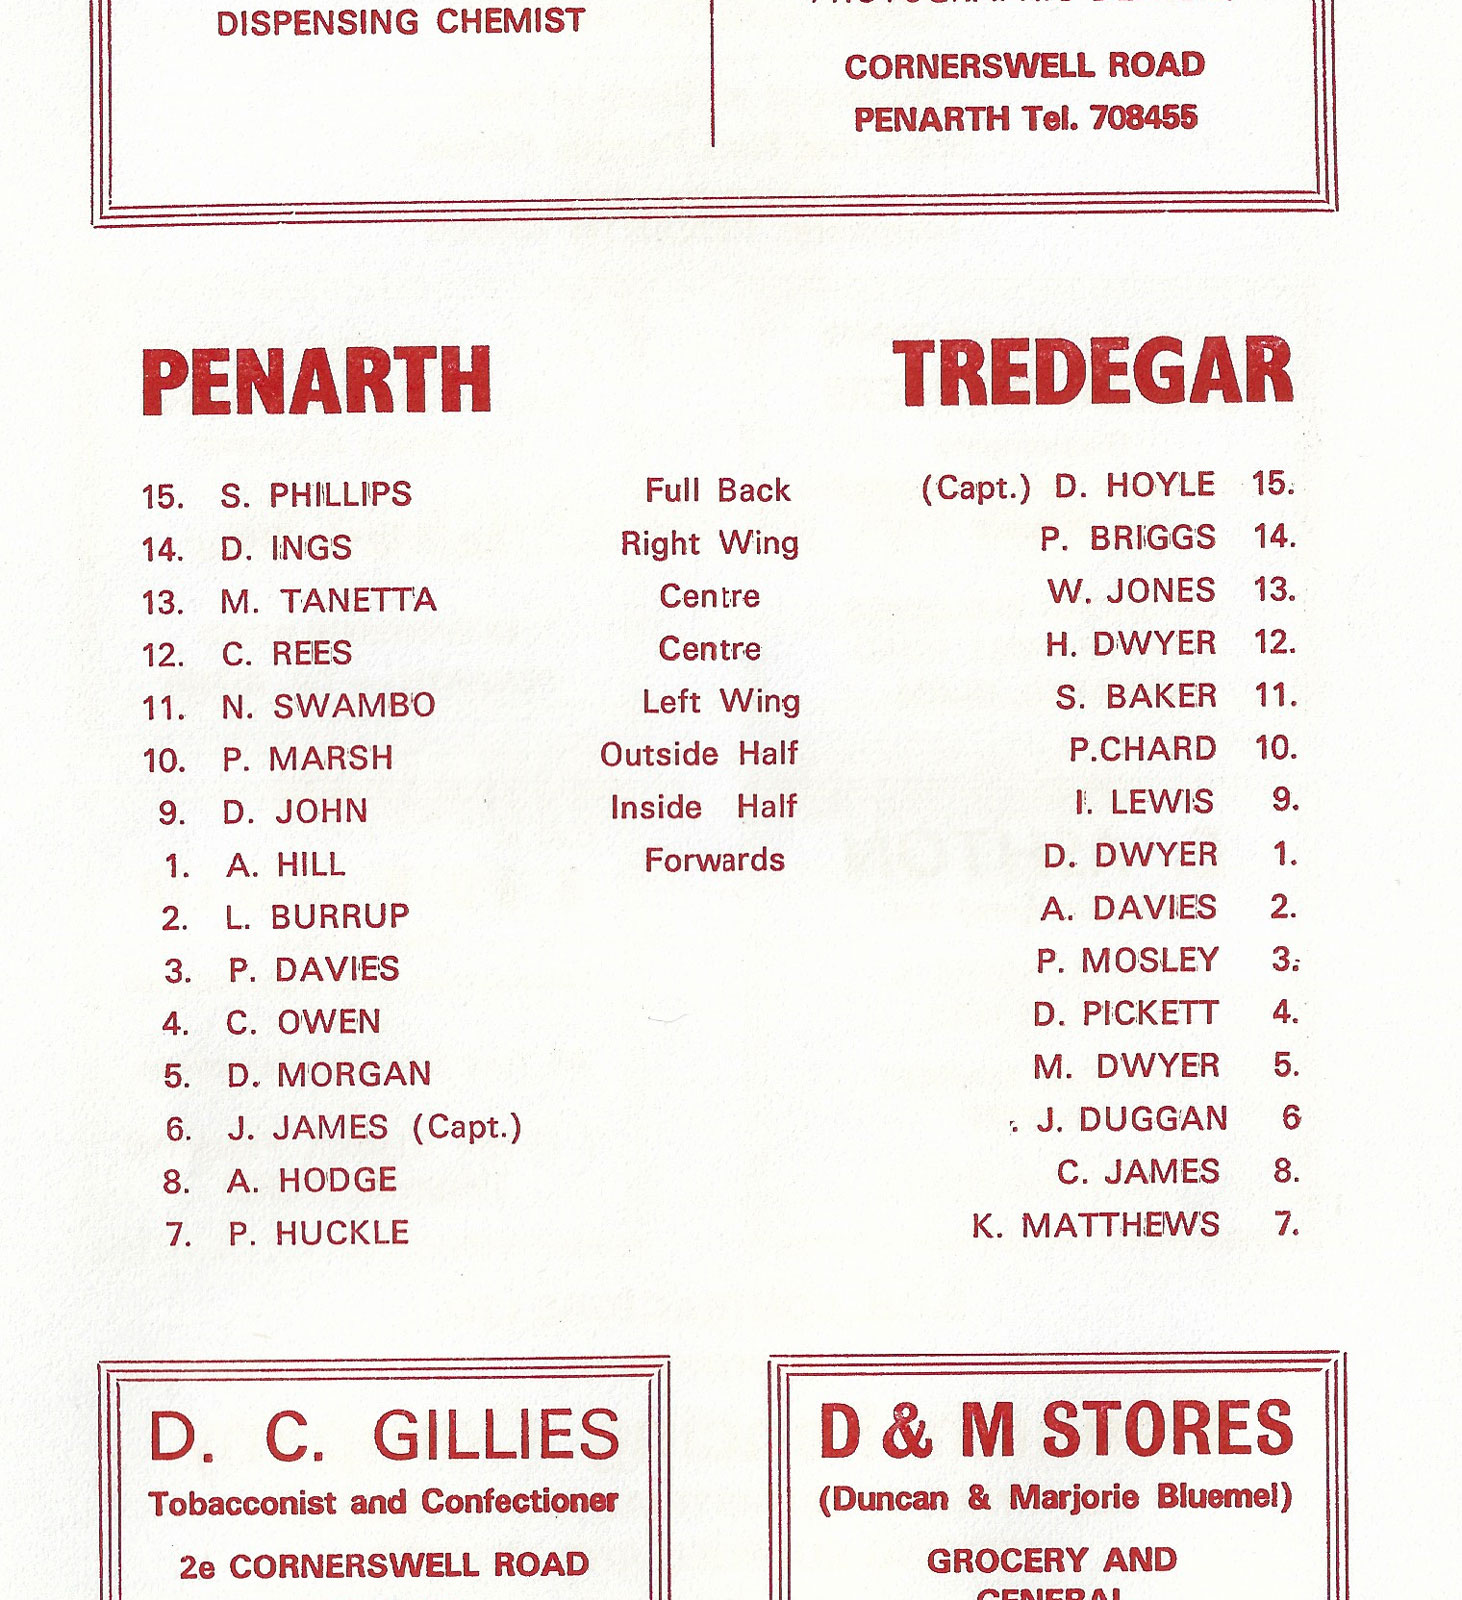 DISPENSING CHEMIST
CORNERSWELL ROAD
PENARTH Tel. 708455
PENARTH TREDEGAR
15. S. PHILLIPS Full Back (Capt.) D. HOYLE 15.
14. D. INGS Right Wing P. BRIGGS 14.
13. M. TANETTA Centre W. JONES 13.
12. C. REES Centre H. DWYER 12.
11. N. SWAMBO Left Wing S. BAKER 11.
10. P. MARSH Outside Half P.CHARD 10.
9. D. JOHN Inside Half I. LEWIS 9.
1. A. HILL Forwards D. DWYER 1.
2. L. BURRUP A. DAVIES 2.
3. P. DAVIES P. MOSLEY 3.
4. C. OWEN D. PICKETT 4.
5. D. MORGAN M. DWYER 5.
6. J. JAMES (Capt.) J. DUGGAN 6
8. A. HODGE C. JAMES 8.
7. P. HUCKLE K. MATTHEWS 7.
D. C. GILLIES
Tobacconist and Confectioner
2e CORNERSWELL ROAD
D & M STORES
(Duncan & Marjorie Bluemel)
GROCERY AND
GENERAL